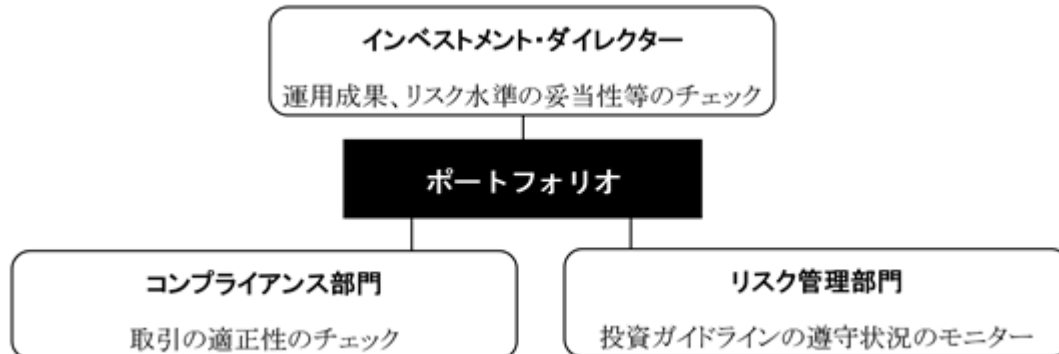 インベストメント・ダイレクター
運用成果、リスク水準の妥当性等のチェック
ポートフォリオ
コンプライアンス部門
取引の適正性のチェック
リスク管理部門
投資ガイドラインの遵守状況のモニター